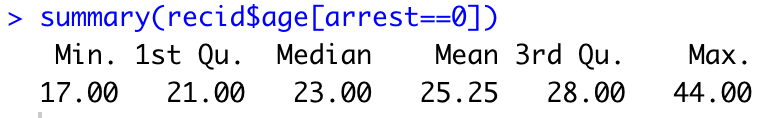 > summary(recid$age[arrest==0])
Min. 1st Qu. Median Mean 3rd Qu. Max.
17.00 21.00 23.00 25.25 28.00 44.00